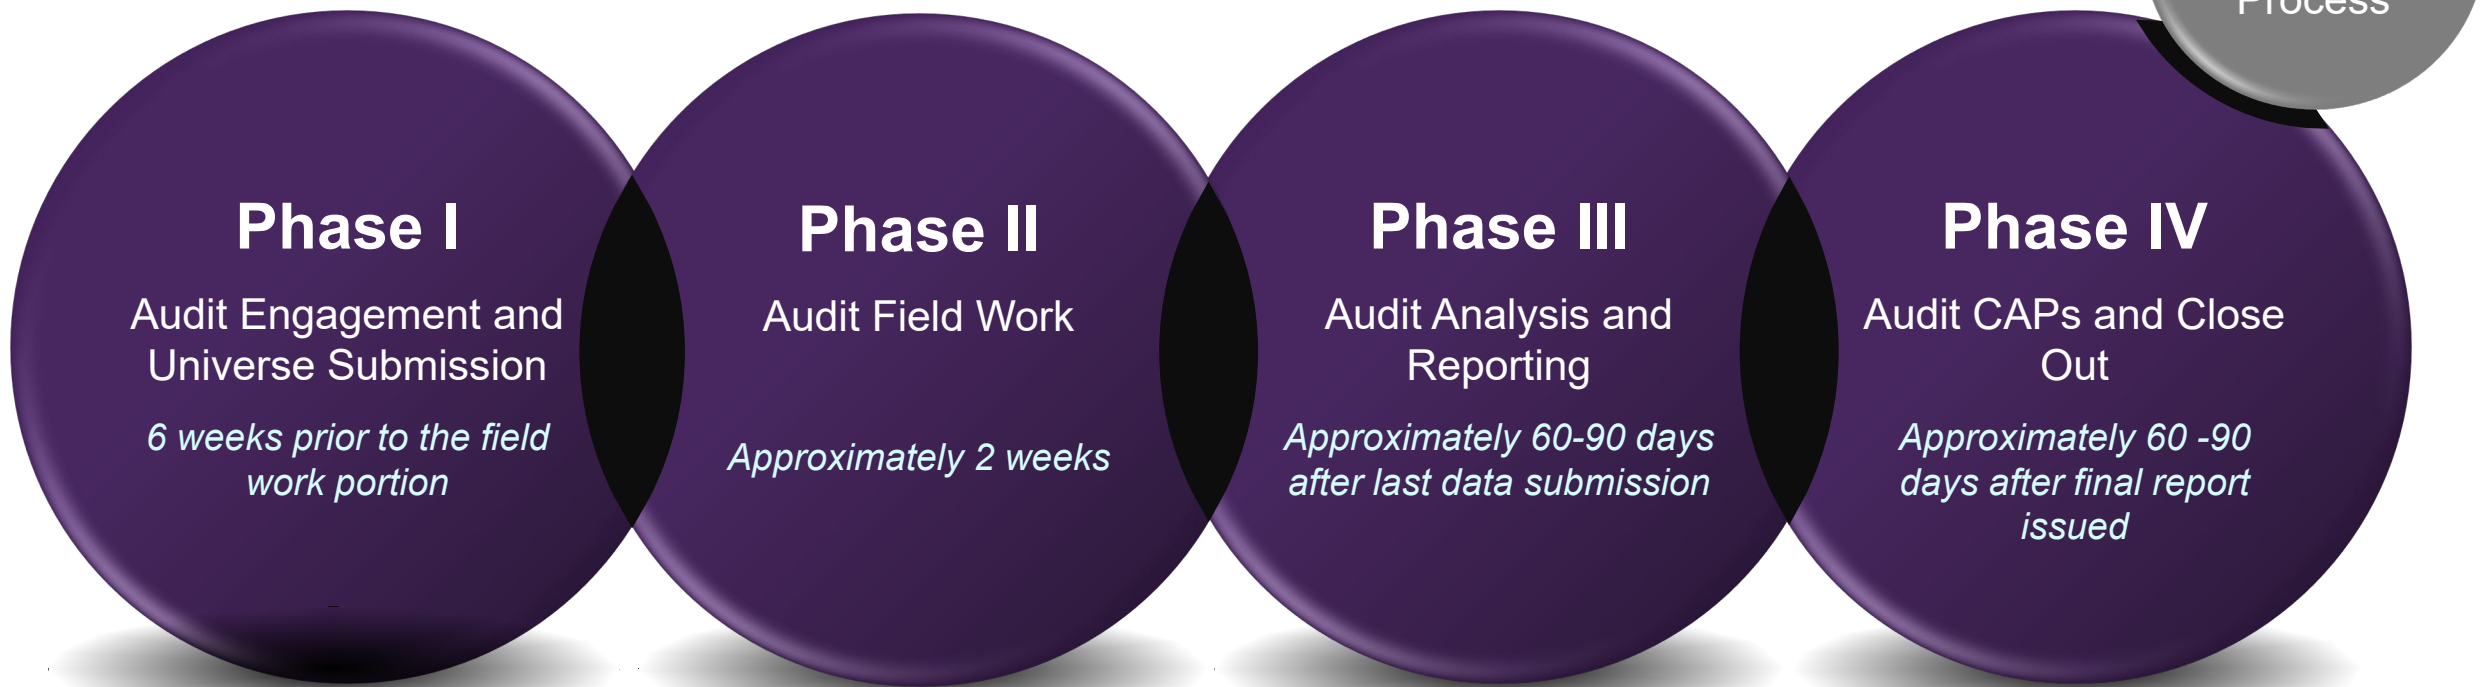 Process
Phase I
Audit Engagement and
Universe Submission
6 weeks prior to the field
work portion
Phase II
Audit Field Work
Approximately 2 weeks
Phase III
Audit Analysis and
Reporting
Approximately 60-90 days
after last data submission
Phase IV
Audit CAPs and Close
Out
Approximately 60 -90
days after final report
issued